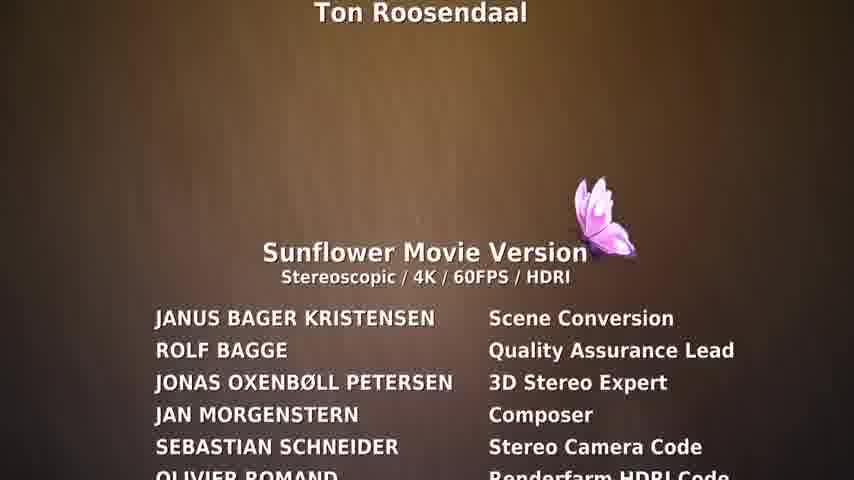 Ton Roosendaal
Sunflower Movie Version
Stereoscopic / 4K / 60FPS / HDRI
JANUS BAGER KRISTENSEN Scene Conversion
ROLF BAGGE Quality Assurance Lead
JONAS OXENBØLL PETERSEN 3D Stereo Expert
JAN MORGENSTERN Composer
SEBASTIAN SCHNEIDER Stereo Camera Code
OLIVIER ROMAND Renderfarm HDRI Code